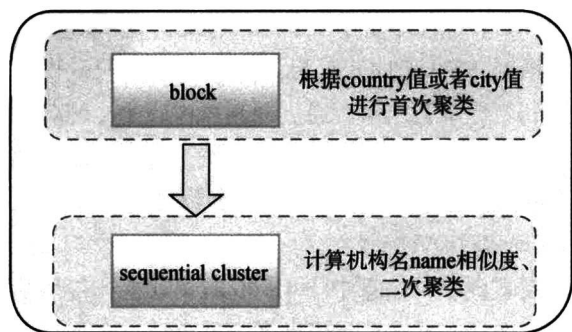 block
根据country值或者city值
进行首次聚类
sequential cluster
计算机构名name相似度、
二次聚类